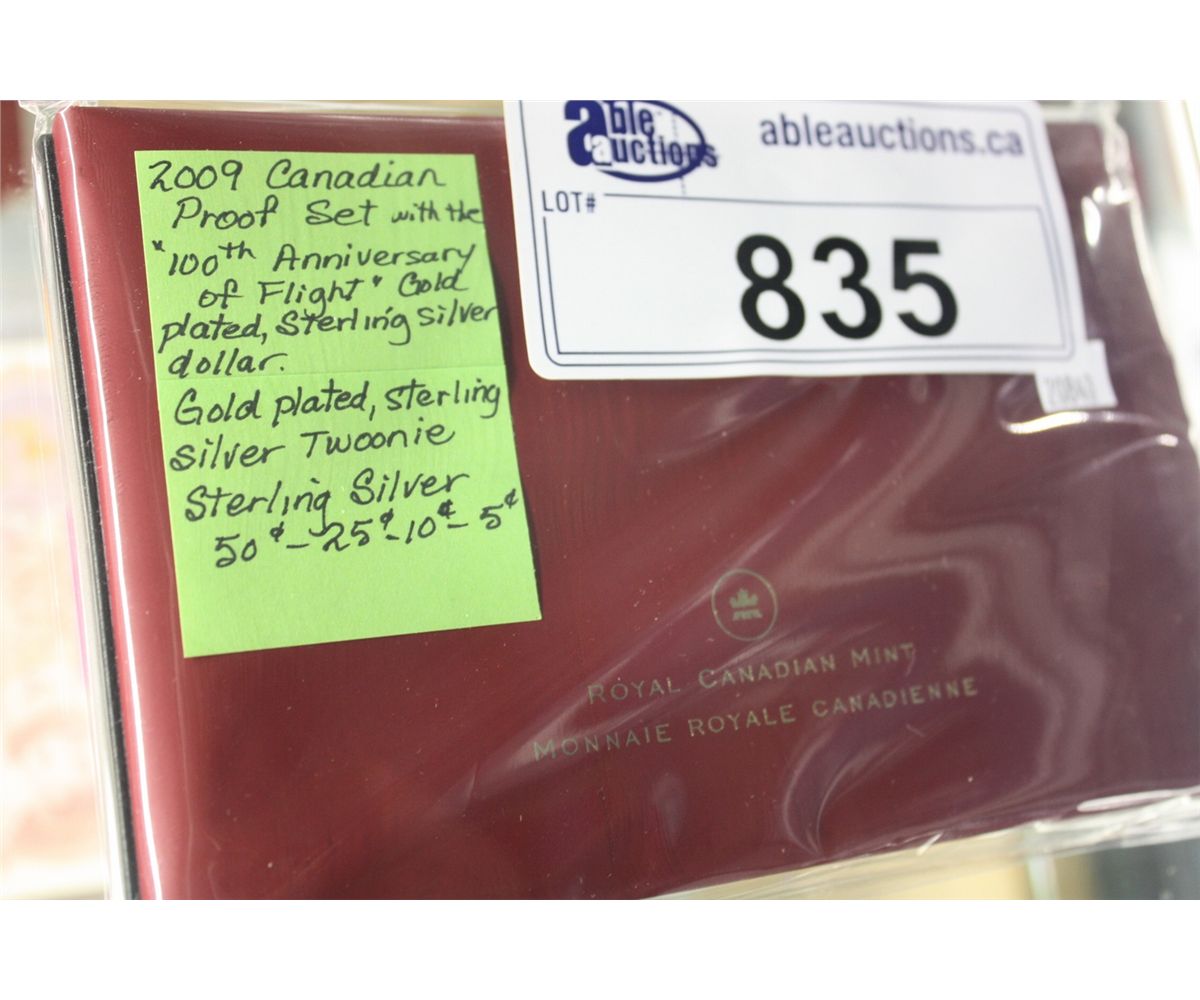 2009 Canadian
Proof Set with the
"100th Anniversary
of Flight" Gold
plated, Sterling silver
dollar.
Gold plated, sterling
silver Twoonie
Sterling Silver
50¢-25¢-10¢-5¢
able
auctions
ableauctions.ca
LOT#
835
20843
ROYAL CANADIAN MINT
MONNAIE ROYALE CANADIENNE